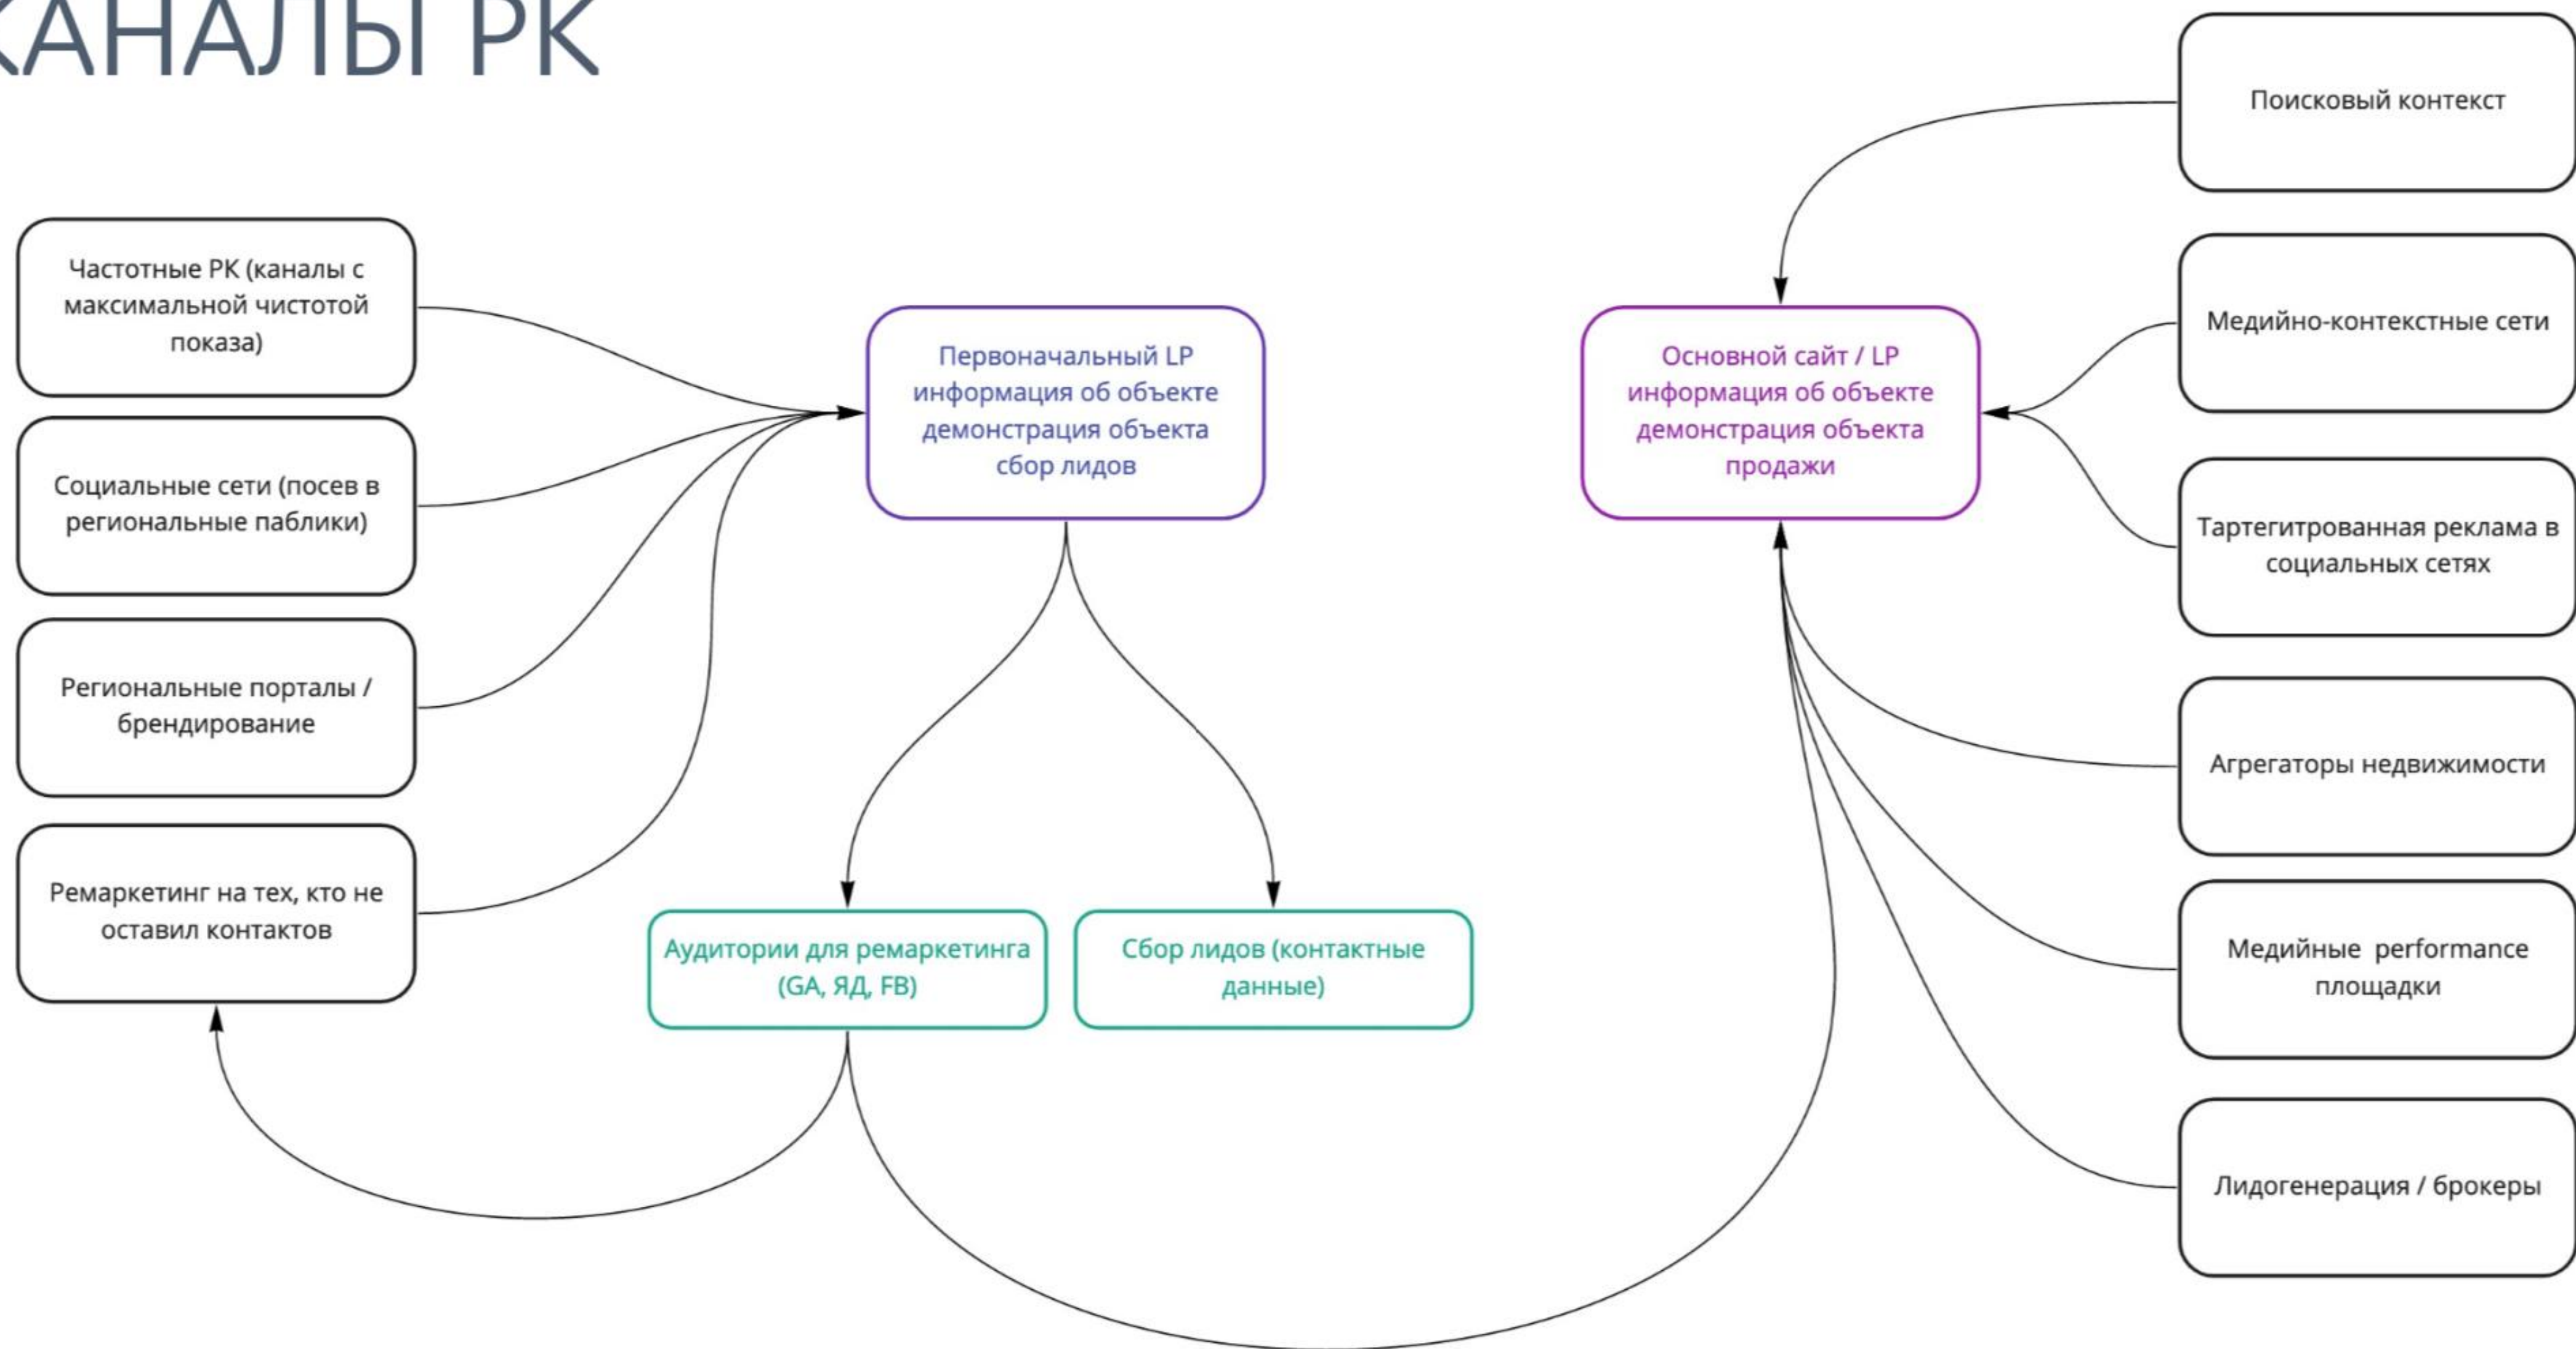 КАНАЛЫ РК
Частотные РК (каналы с
максимальной чистотой
показа)
Социальные сети (посев в
региональные паблики)
Региональные порталы /
брендирование
Ремаркетинг на тех, кто не
оставил контактов
Первоначальный LP
информация об объекте
демонстрация объекта
сбор лидов
Аудитории для ремаркетинга
(GA, ЯД, FB)
Сбор лидов (контактные
данные)
Основной сайт / LP
информация об объекте
демонстрация объекта
продажи
Поисковый контекст
Медийно-контекстные сети
Тартегитрованная реклама в
социальных сетях
Агрегаторы недвижимости
Медийные performance
площадки
Лидогенерация / брокеры